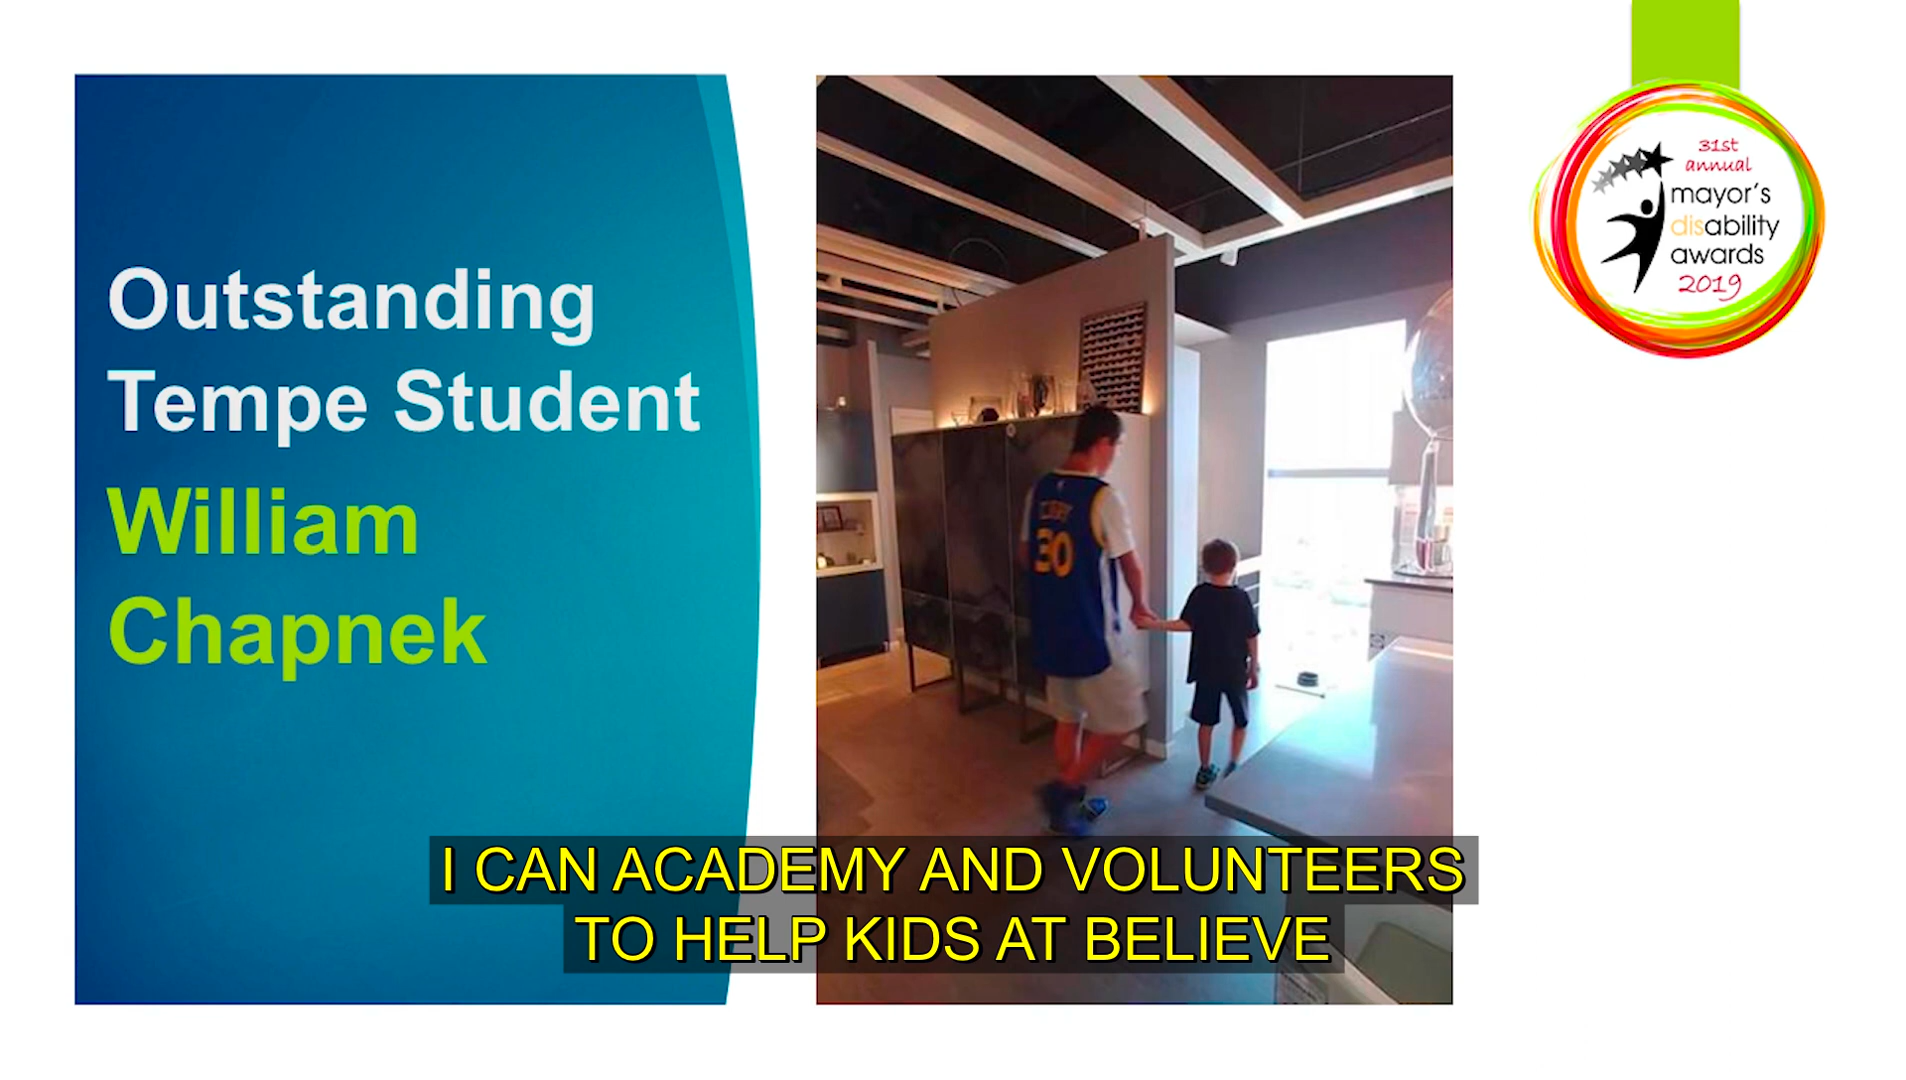 Outstanding
Tempe Student
William
Chapnek
31st
annual
mayor's
disability
awards
2019
30
I CAN ACADEMY AND VOLUNTEERS
TO HELP KIDS AT BELIEVE